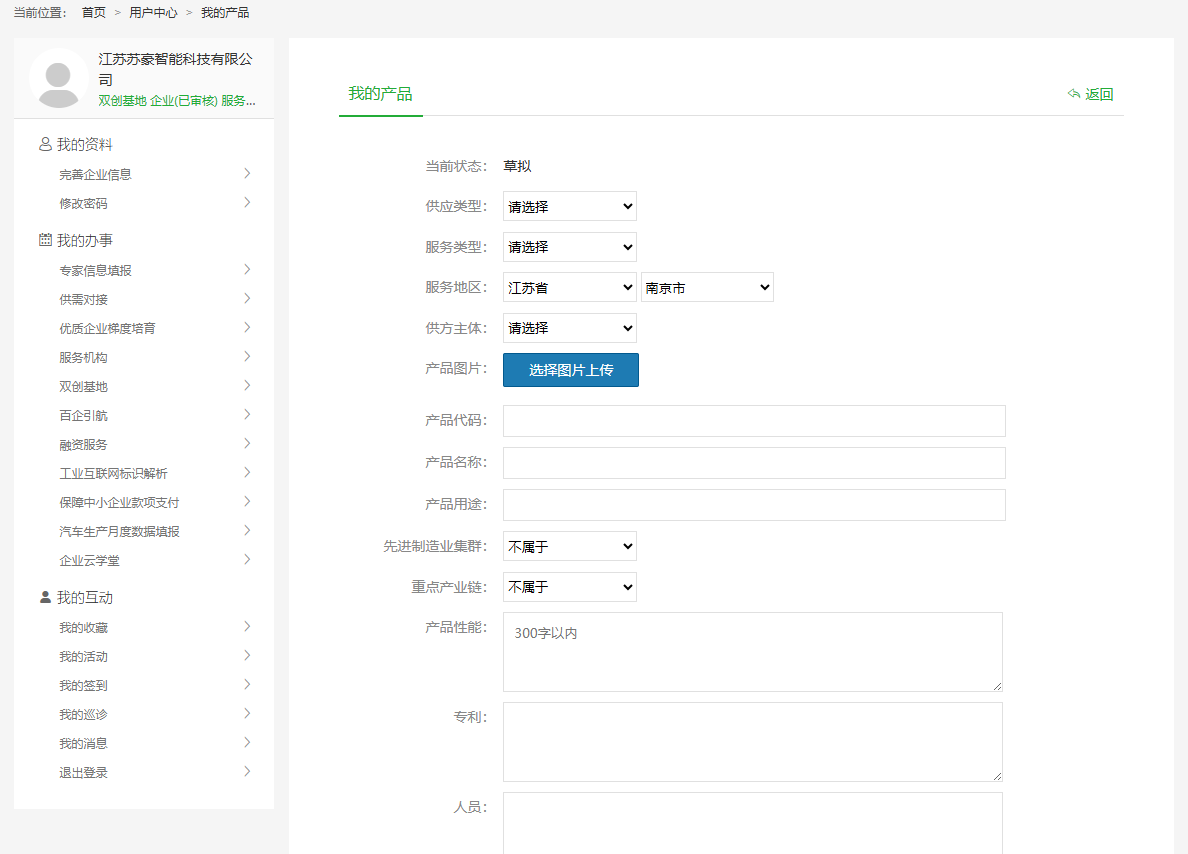 当前位置： 首页 > 用户中心 > 我的产品
江苏苏豪智能科技有限公
司
双创基地 企业(已审核) 服务...
我的资料
完善企业信息
修改密码
我的办事
专家信息填报
供需对接
优质企业梯度培育
服务机构
双创基地
百企引航
融资服务
工业互联网标识解析
保障中小企业款项支付
汽车生产月度数据填报
企业云学堂
我的互动
我的收藏
我的活动
我的签到
我的巡诊
我的消息
退出登录
我的产品
返回
当前状态： 草拟
供应类型： 请选择
服务类型： 请选择
服务地区： 江苏省 南京市
供方主体： 请选择
产品图片： 选择图片上传
产品代码：
产品名称：
产品用途：
先进制造业集群： 不属于
重点产业链： 不属于
产品性能： 300字以内
专利：
人员：